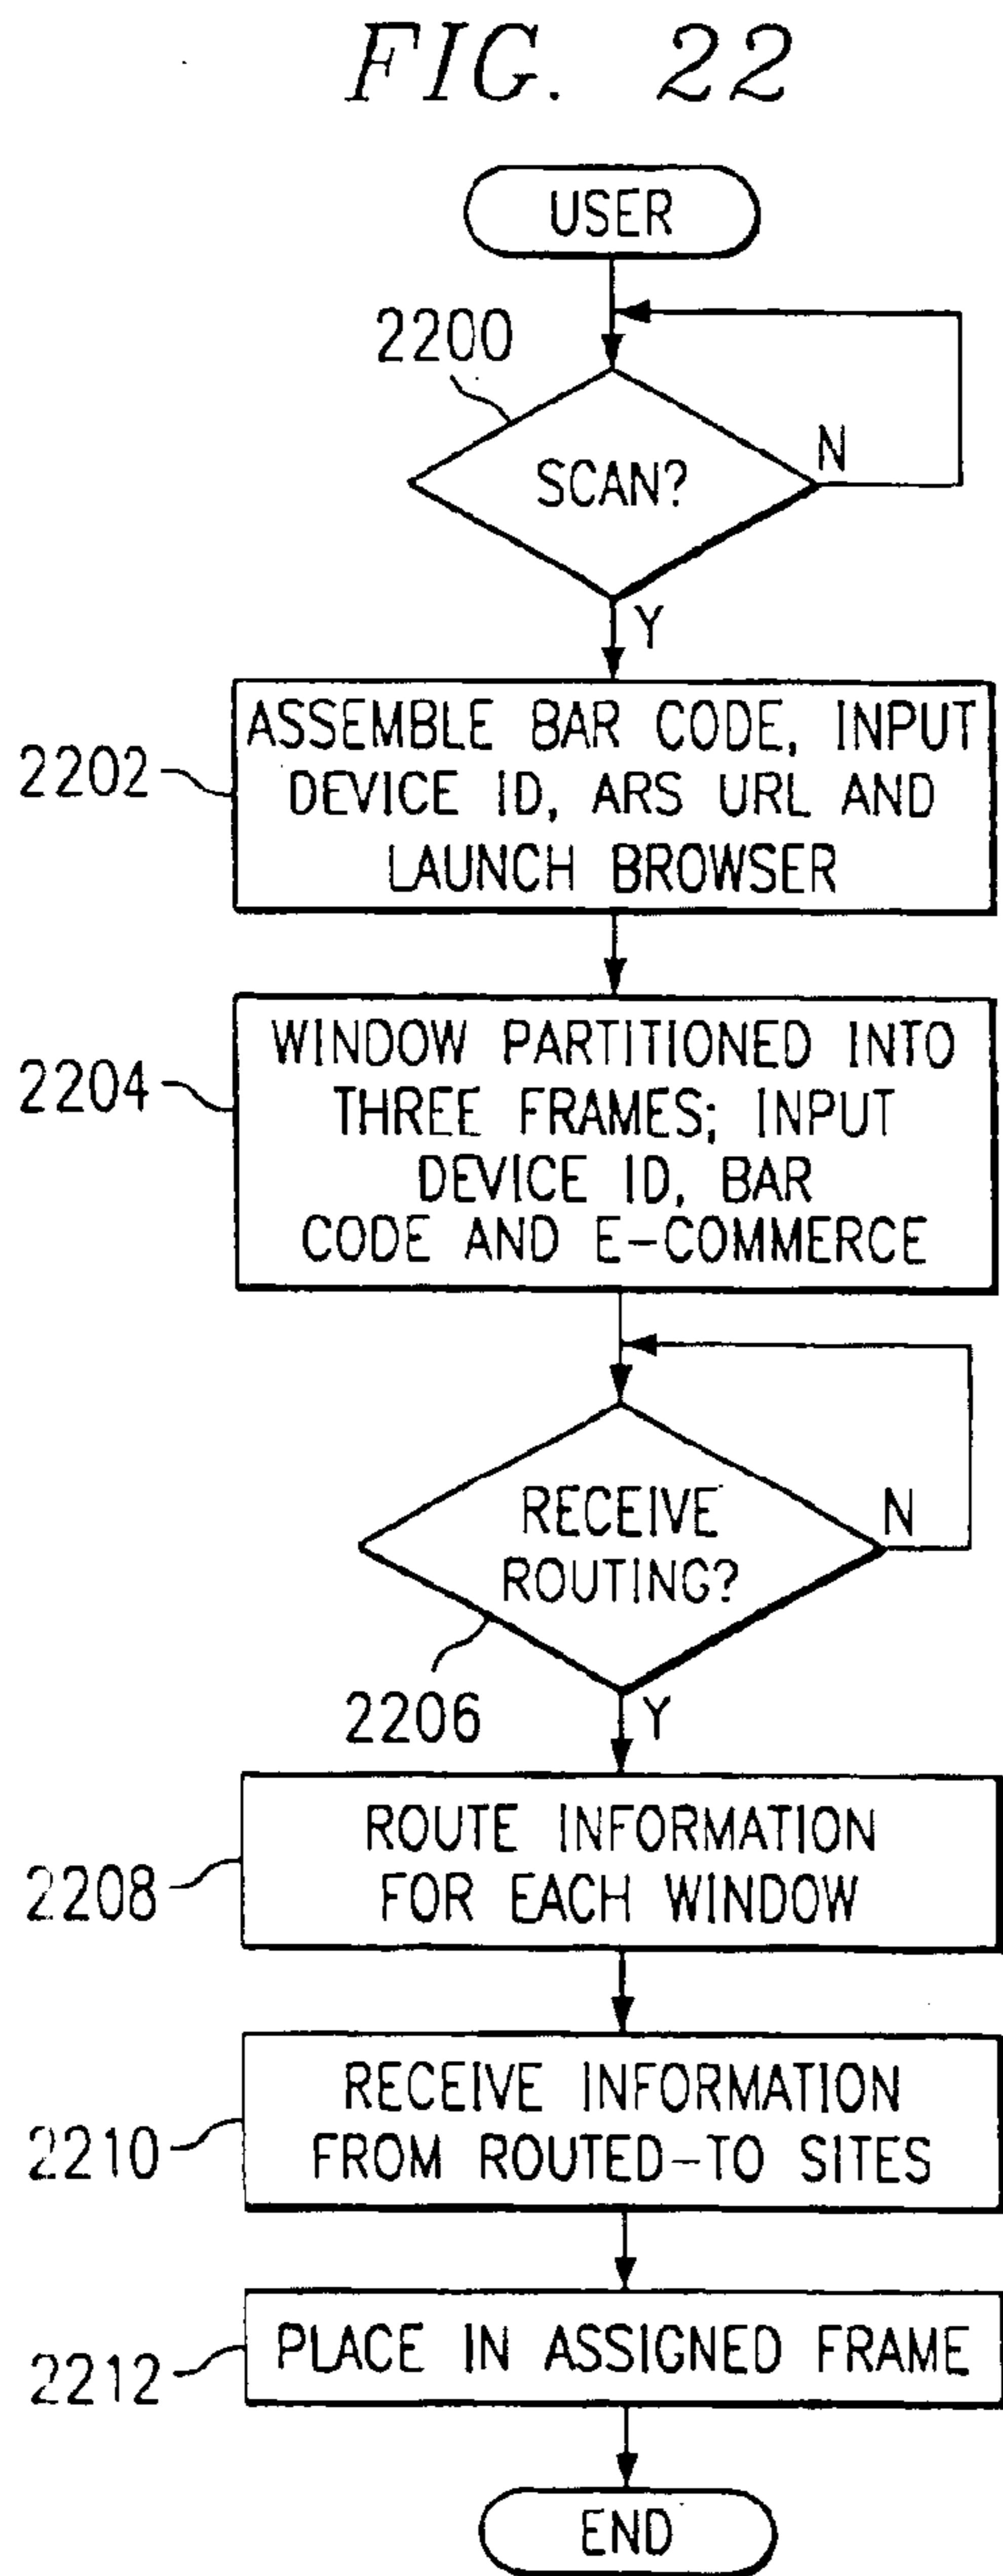 FIG. 22
USER
2200
SCAN?
N
Y
2202
ASSEMBLE BAR CODE, INPUT
DEVICE ID, ARS URL AND
LAUNCH BROWSER
2204
WINDOW PARTITIONED INTO
THREE FRAMES; INPUT
DEVICE ID, BAR
CODE AND E-COMMERCE
RECEIVE
ROUTING?
N
2206
Y
2208
ROUTE INFORMATION
FOR EACH WINDOW
2210
RECEIVE INFORMATION
FROM ROUTED-TO SITES
2212
PLACE IN ASSIGNED FRAME
END